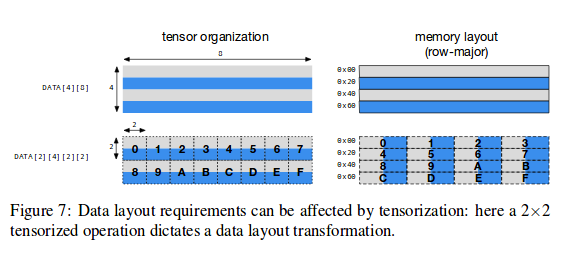 tensor organization
memory layout
(row-major)
8
DATA[4][8]
4
0x00
0x20
0x40
0x60
2
DATA[2][4][2][2]
2
0 1 2 3 4 5 6 7
8 9 A B C D E F
0x00 0 1 2 3
0x20 4 5 6 7
0x40 8 9 A B
0x60 C D E F
Figure 7: Data layout requirements can be affected by tensorization: here a 2×2
tensorized operation dictates a data layout transformation.